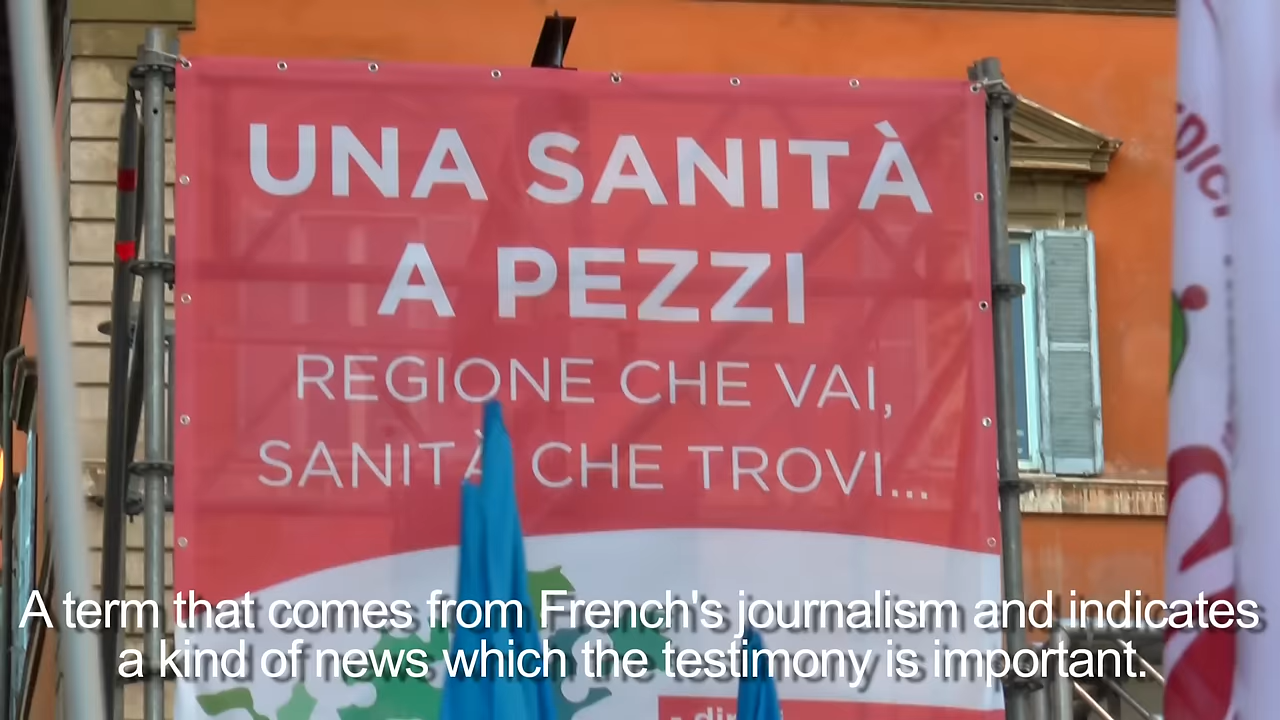 UNA SANITÀ
A PEZZI
REGIONE CHE VAI,
SANITÀ CHE TROVI...
A term that comes from French's journalism and indicates
a kind of news which the testimony is important.